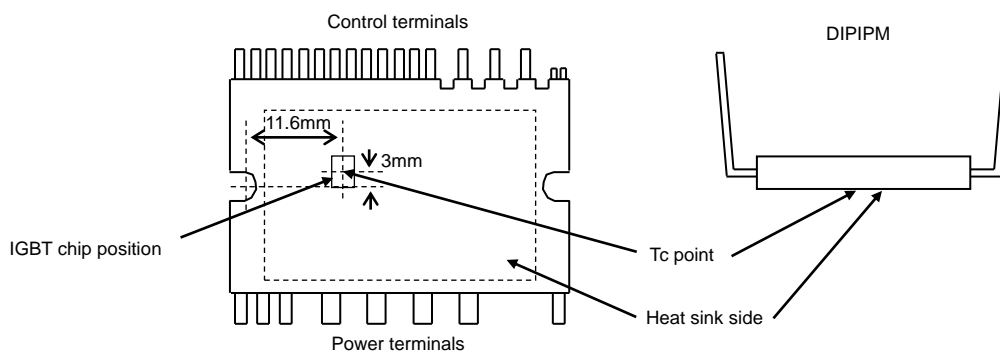 Control terminals
DIPIPM
11.6mm
3mm
IGBT chip position
Tc point
Heat sink side
Power terminals